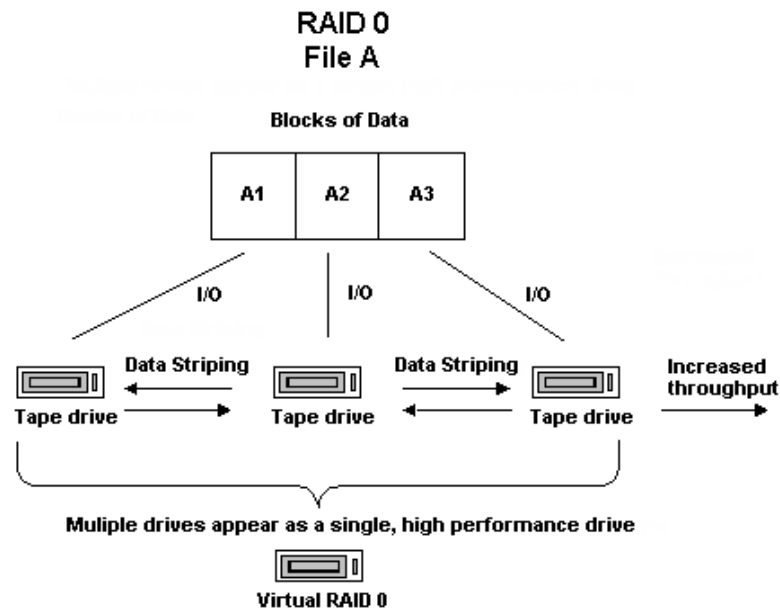 RAID 0
File A
Blocks of Data
A1 A2 A3
I/O I/O I/O
Data Striping Data Striping Increased
throughput
Tape drive Tape drive Tape drive
Muliple drives appear as a single, high performance drive
Virtual RAID 0